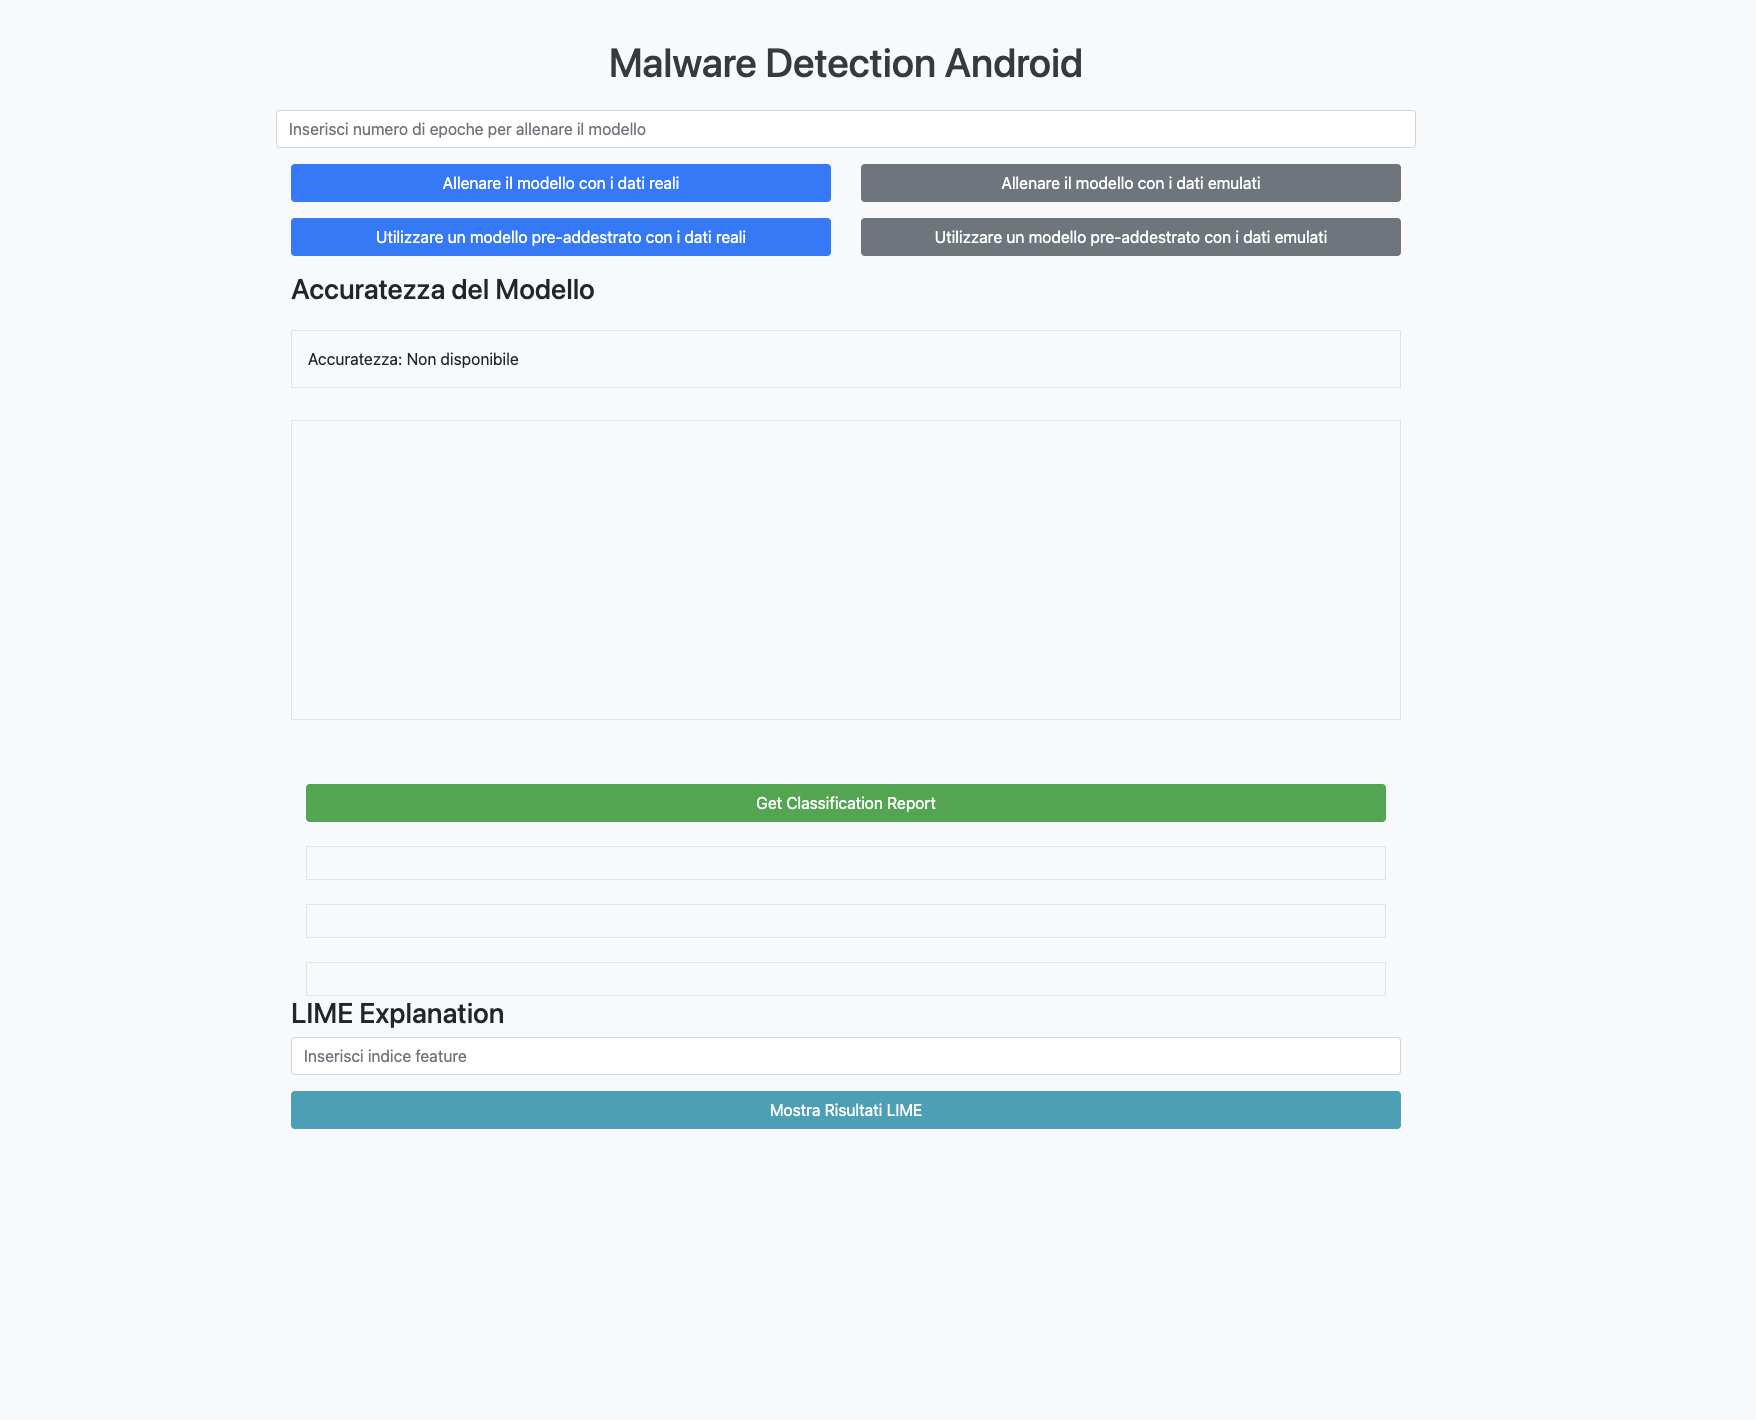 Malware Detection Android
Inserisci numero di epoche per allenare il modello
Allenare il modello con i dati reali
Allenare il modello con i dati emulati
Utilizzare un modello pre-addestrato con i dati reali
Utilizzare un modello pre-addestrato con i dati emulati
Accuratezza del Modello
Accuratezza: Non disponibile
Get Classification Report
LIME Explanation
Inserisci indice feature
Mostra Risultati LIME